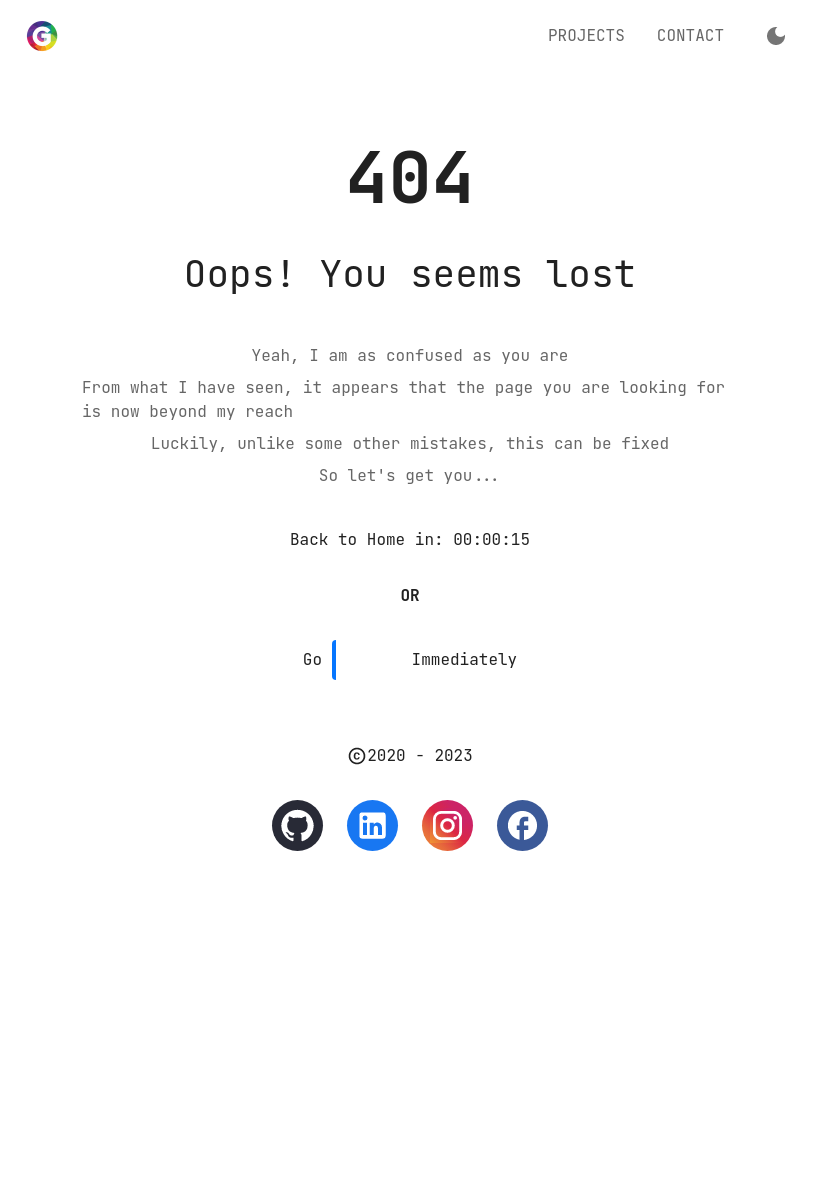 G
PROJECTS CONTACT
404
Oops! You seems lost
Yeah, I am as confused as you are
From what I have seen, it appears that the page you are looking for
is now beyond my reach
Luckily, unlike some other mistakes, this can be fixed
So let's get you...
Back to Home in: 00:00:15
OR
Go Immediately
©2020 - 2023
in